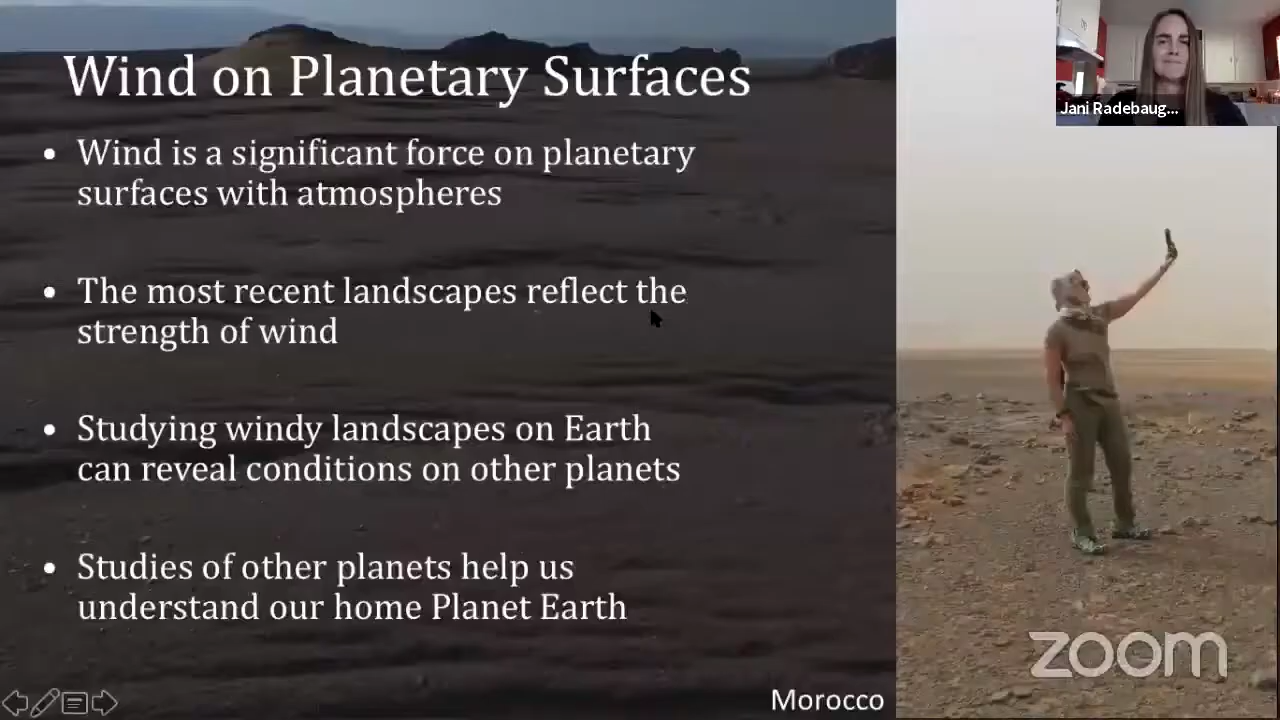 Wind on Planetary Surfaces
Jani Radebaug...
• Wind is a significant force on planetary
surfaces with atmospheres
• The most recent landscapes reflect the
strength of wind
• Studying windy landscapes on Earth
can reveal conditions on other planets
• Studies of other planets help us
understand our home Planet Earth
zoom
Morocco